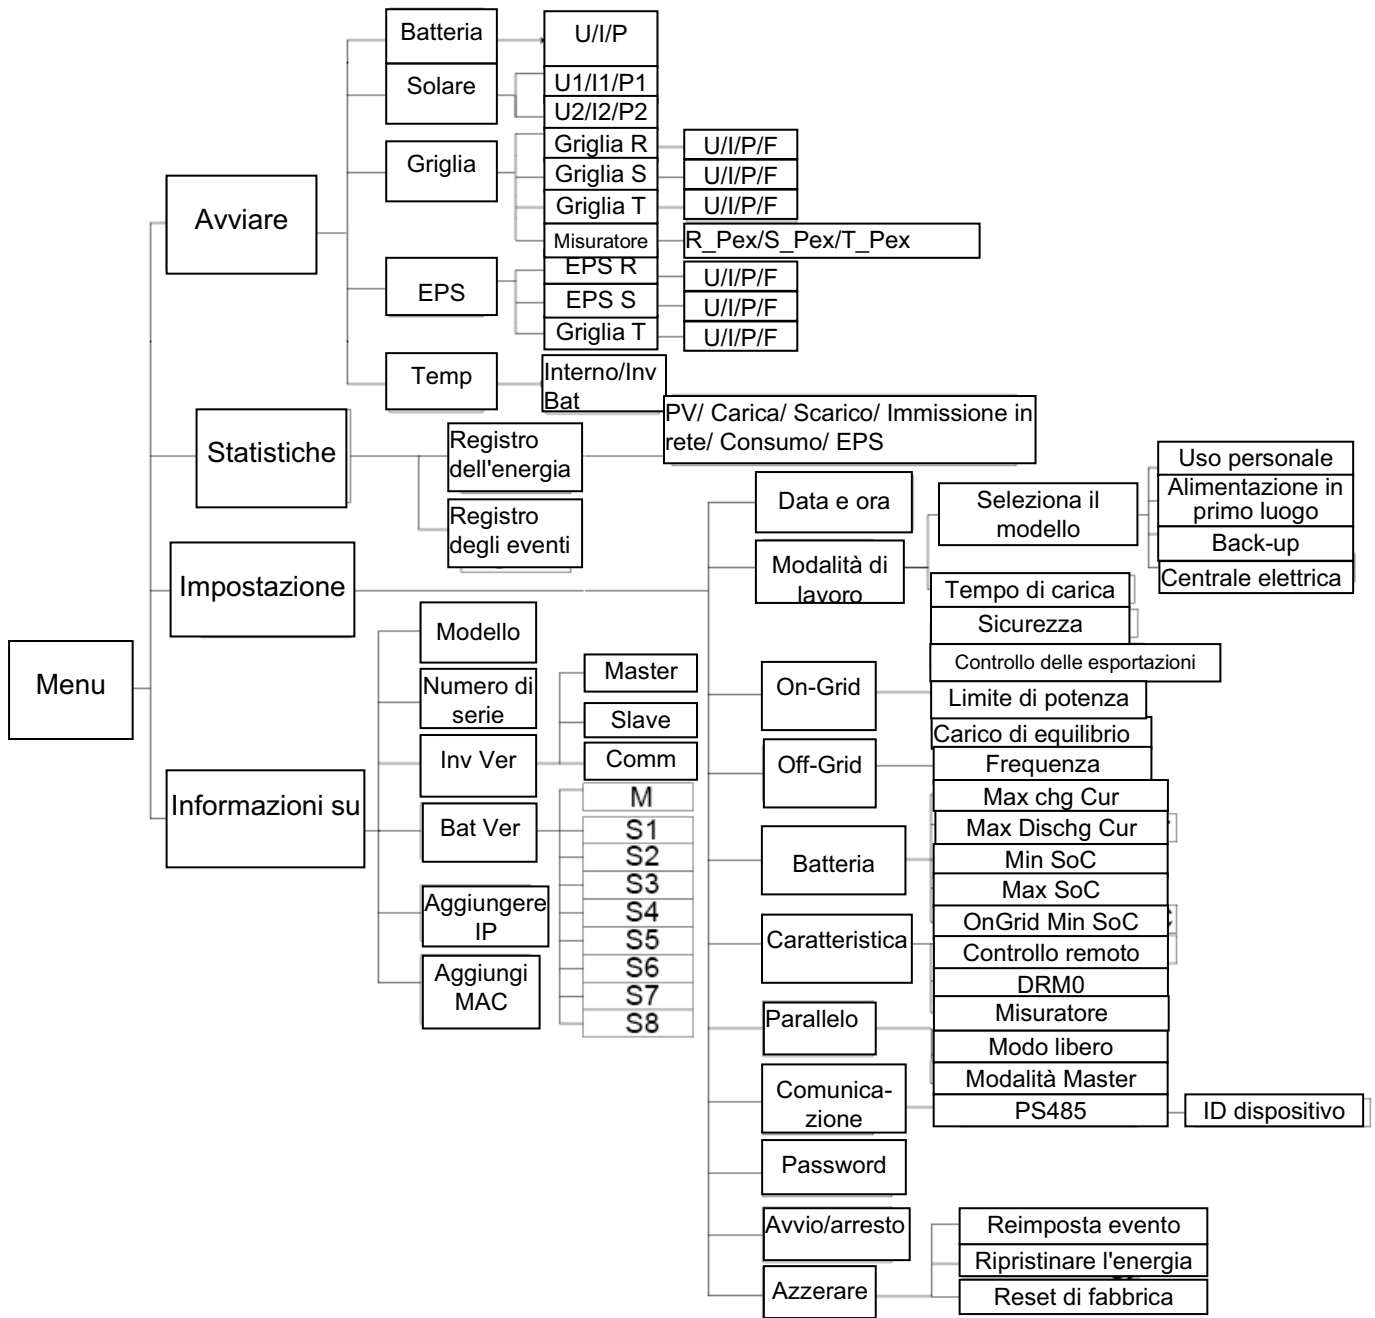 Menu
Avviare
Batteria
U/I/P
Solare
U1/I1/P1
U2/I2/P2
Griglia
Griglia R
U/I/P/F
Griglia S
U/I/P/F
Griglia T
U/I/P/F
Misuratore
R_Pex/S_Pex/T_Pex
EPS
EPS R
U/I/P/F
EPS S
U/I/P/F
Griglia T
U/I/P/F
Temp
Interno/Inv
Bat
Statistiche
Registro
dell'energia
PV/ Carica/ Scarico/ Immissione in
rete/ Consumo/ EPS
Registro
degli eventi
Impostazione
Data e ora
Modalità di
lavoro
Seleziona il
modello
Uso personale
Alimentazione in
primo luogo
Back-up
Centrale elettrica
Tempo di carica
On-Grid
Sicurezza
Controllo delle esportazioni
Limite di potenza
Carico di equilibrio
Off-Grid
Frequenza
Batteria
Max chg Cur
Max Dischg Cur
Min SoC
Max SoC
OnGrid Min SoC
Caratteristica
Controllo remoto
DRM0
Misuratore
Parallelo
Modo libero
Modalità Master
Comunica-
zione
PS485
ID dispositivo
Password
Avvio/arresto
Azzerare
Reimposta evento
Ripristinare l'energia
Reset di fabbrica
Informazioni su
Modello
Numero di
serie
Inv Ver
Master
Slave
Comm
Bat Ver
M
S1
S2
S3
S4
S5
S6
S7
S8
Aggiungere
IP
Aggiungi
MAC